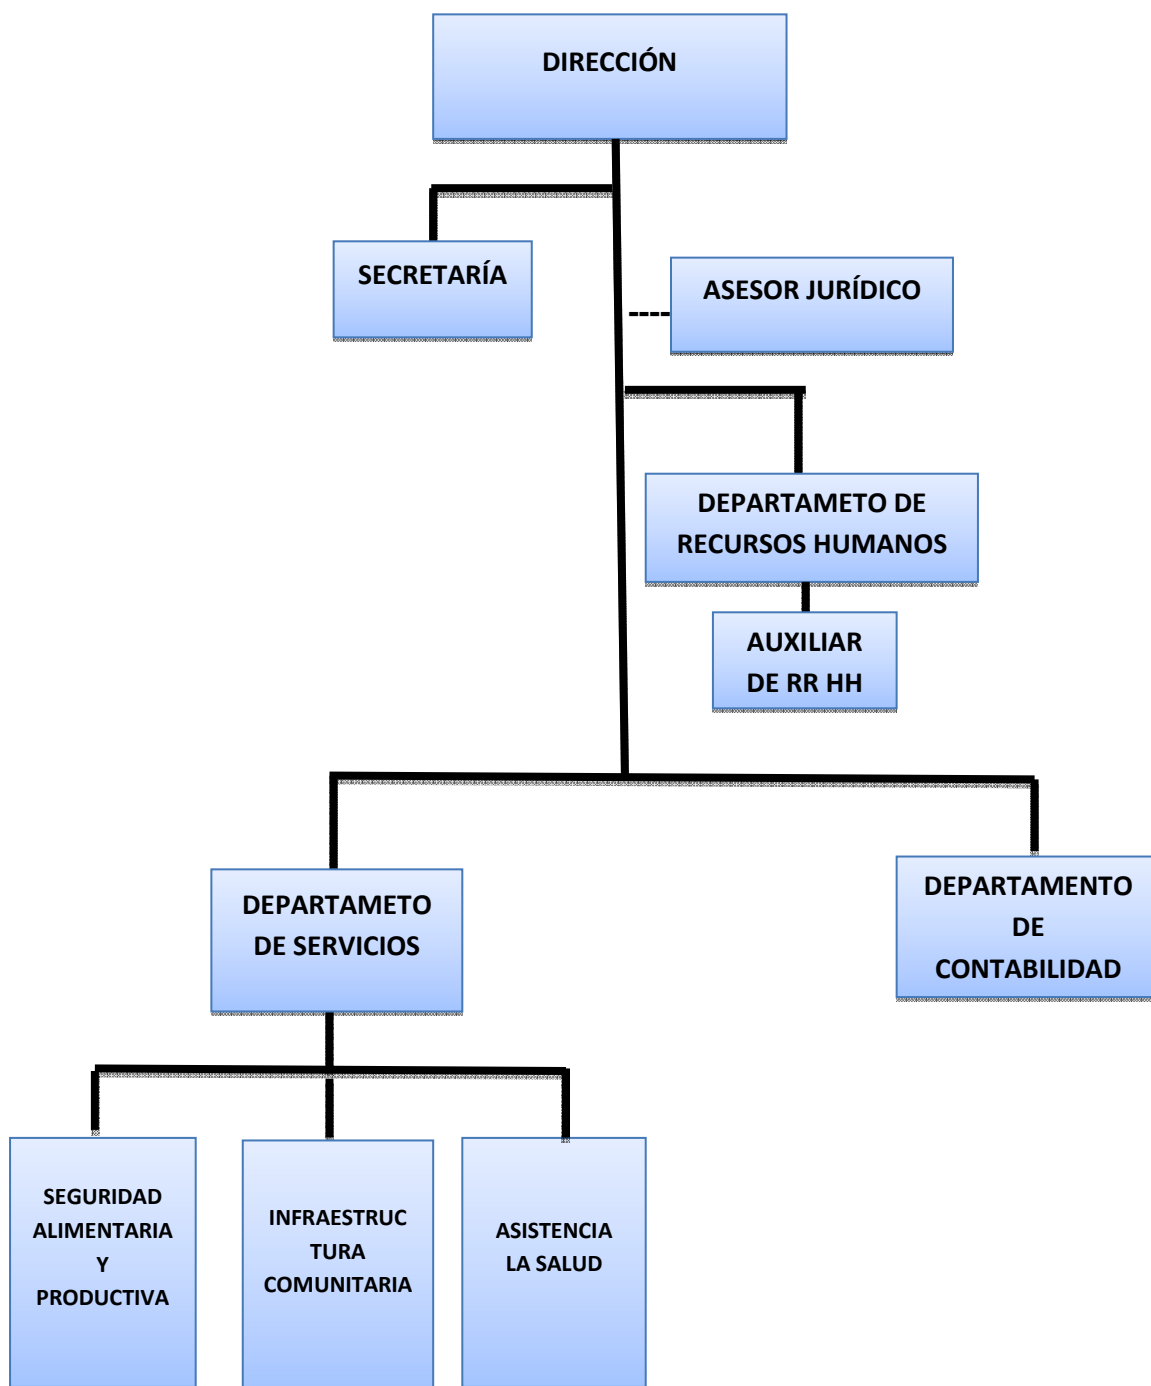 DIRECCIÓN
SECRETARÍA
ASESOR JURÍDICO
DEPARTAMETO DE
RECURSOS HUMANOS
AUXILIAR
DE RR HH
DEPARTAMETO
DE SERVICIOS
DEPARTAMENTO
DE
CONTABILIDAD
SEGURIDAD
ALIMENTARIA
Y
PRODUCTIVA
INFRAESTRUC
TURA
COMUNITARIA
ASISTENCIA
LA SALUD